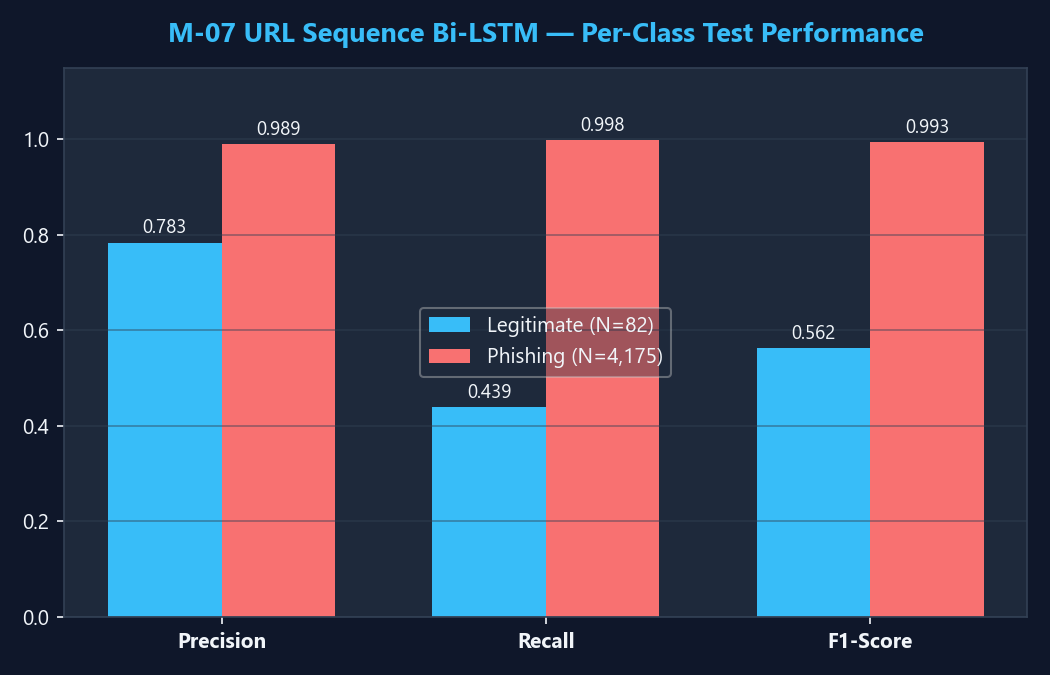 M-07 URL Sequence Bi-LSTM — Per-Class Test Performance
1.0
0.8
0.6
0.4
0.2
0.0
0.783
0.989
0.439
0.998
0.562
0.993
Legitimate (N=82)
Phishing (N=4,175)
Precision
Recall
F1-Score